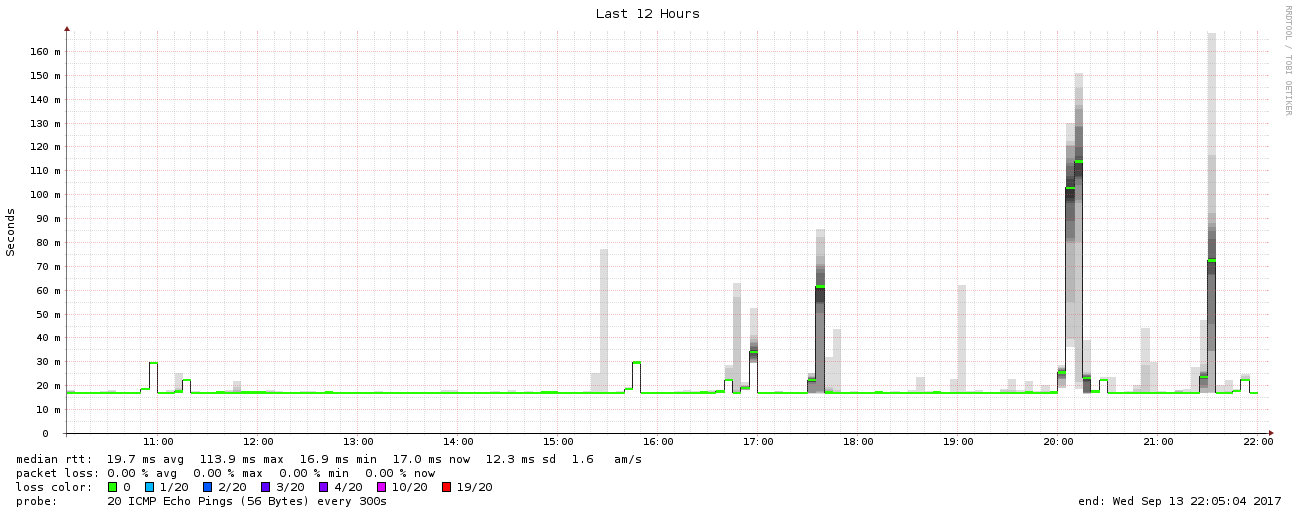 Last 12 Hours
RRDTOOL / TOBI OETIKER
Seconds
160 m
150 m
140 m
130 m
120 m
110 m
100 m
90 m
80 m
70 m
60 m
50 m
40 m
30 m
20 m
10 m
0
11:00 12:00 13:00 14:00 15:00 16:00 17:00 18:00 19:00 20:00 21:00 22:00
median rtt: 19.7 ms avg 113.9 ms max 16.9 ms min 17.0 ms now 12.3 ms sd 1.6 am/s
packet loss: 0.00 % avg 0.00 % max 0.00 % min 0.00 % now
loss color: 0 1/20 2/20 3/20 4/20 10/20 19/20
probe: 20 ICMP Echo Pings (56 Bytes) every 300s end: Wed Sep 13 22:05:04 2017